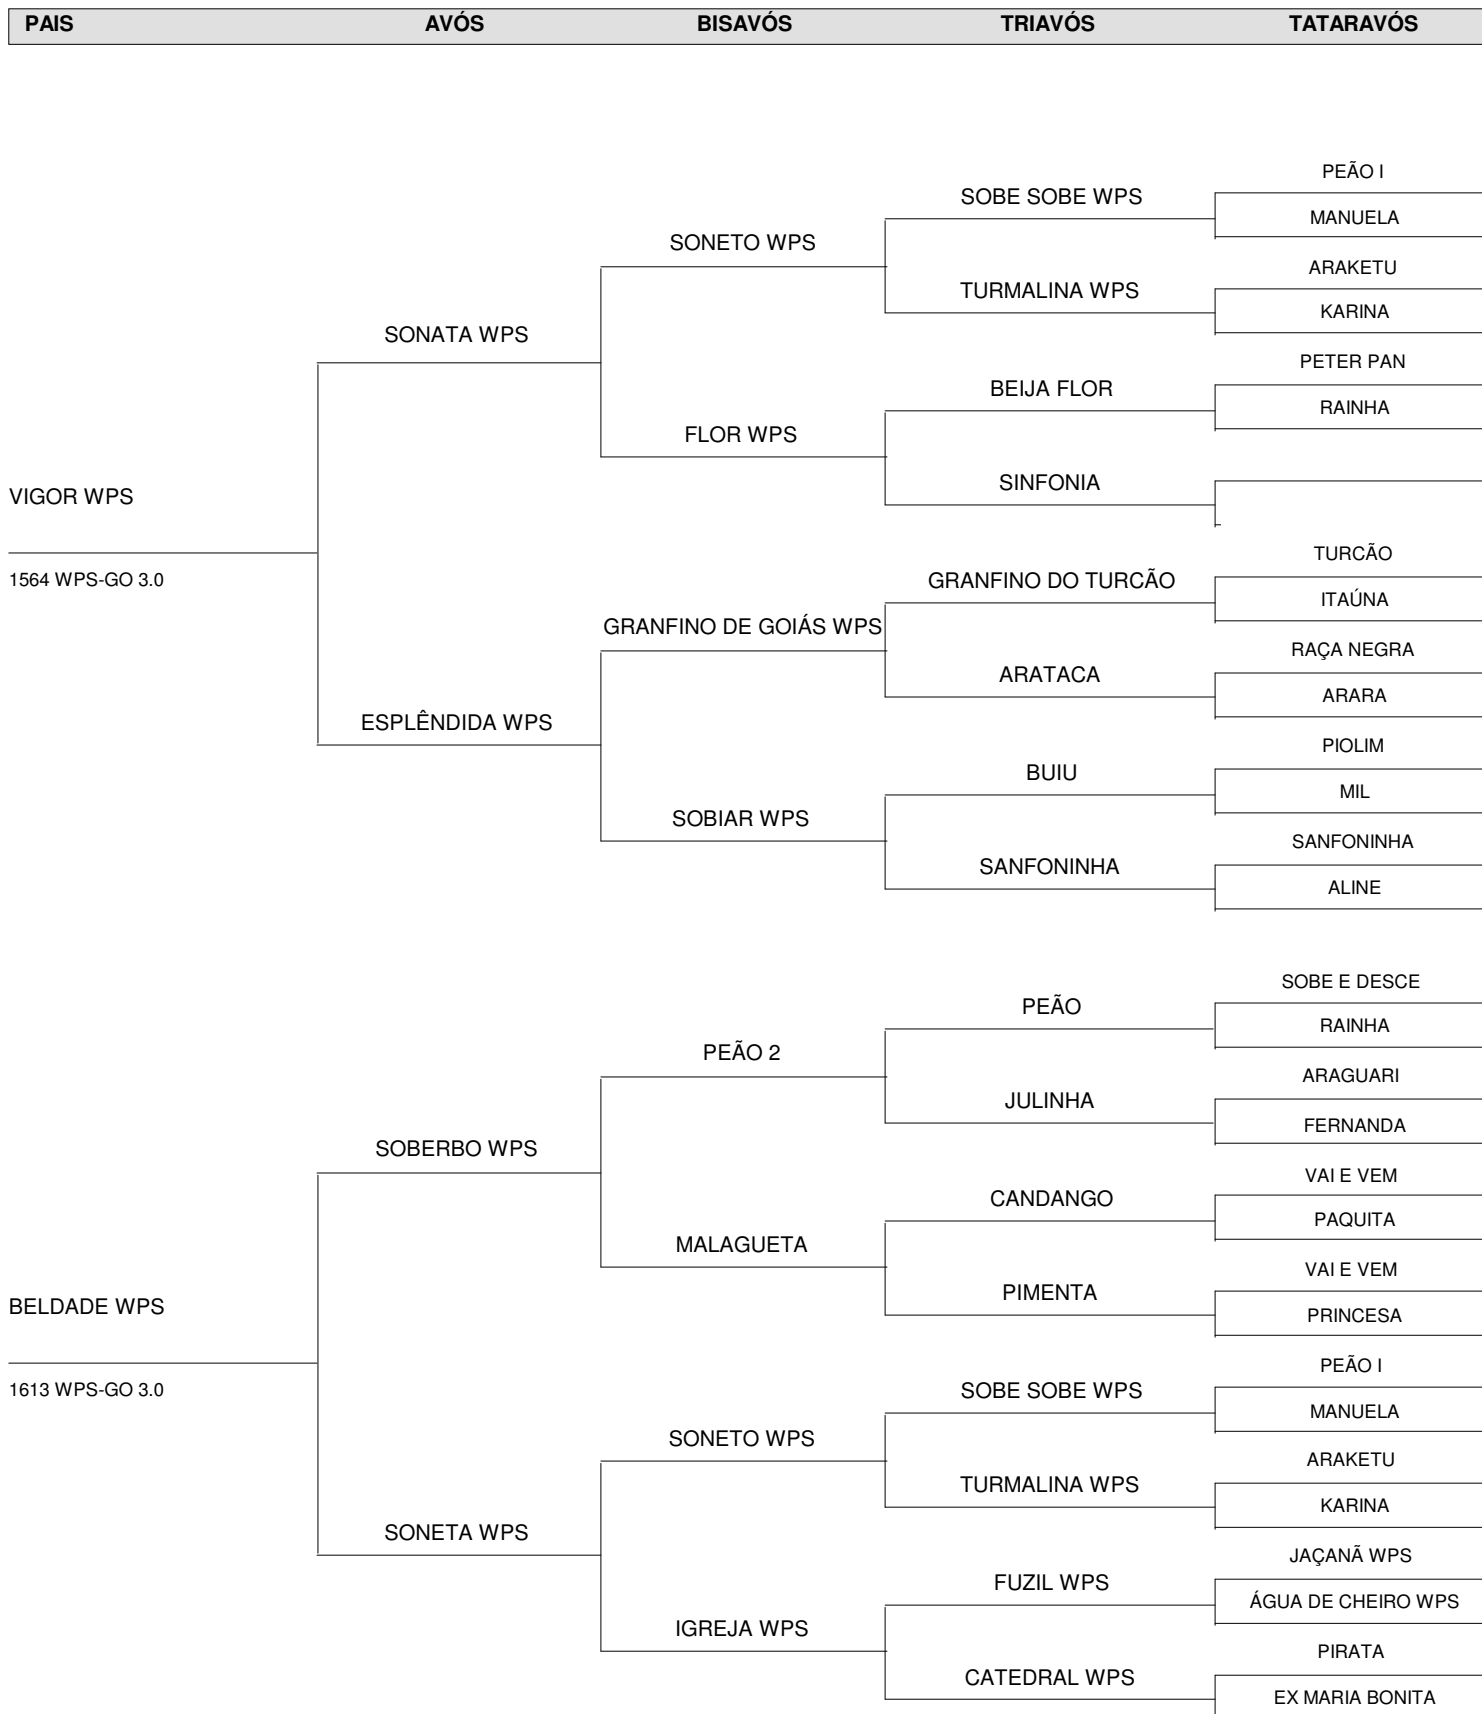 PAIS AVÓS BISAVÓS TRIAVÓS TATARAVÓS
PEÃO I
SOBE SOBE WPS
MANUELA
SONETO WPS
ARAKETU
TURMALINA WPS
KARINA
SONATA WPS
PETER PAN
BEIJA FLOR
RAINHA
FLOR WPS
SINFONIA
VIGOR WPS
TURCÃO
1564 WPS-GO 3.0
GRANFINO DO TURCÃO
ITAÚNA
GRANFINO DE GOIÁS WPS
RAÇA NEGRA
ARATACA
ARARA
ESPLÊNDIDA WPS
PIOLIM
BUIU
MIL
SOBIAR WPS
SANFONINHA
SANFONINHA
ALINE
SOBE E DESCE
PEÃO
RAINHA
PEÃO 2
ARAGUARI
JULINHA
FERNANDA
SOBERBO WPS
VAI E VEM
CANDANGO
PAQUITA
MALAGUETA
VAI E VEM
PIMENTA
BELDADE WPS
PRINCESA
PEÃO I
1613 WPS-GO 3.0
SOBE SOBE WPS
MANUELA
SONETO WPS
ARAKETU
TURMALINA WPS
KARINA
SONETA WPS
JAÇANÃ WPS
FUZIL WPS
ÁGUA DE CHEIRO WPS
IGREJA WPS
PIRATA
CATEDRAL WPS
EX MARIA BONITA